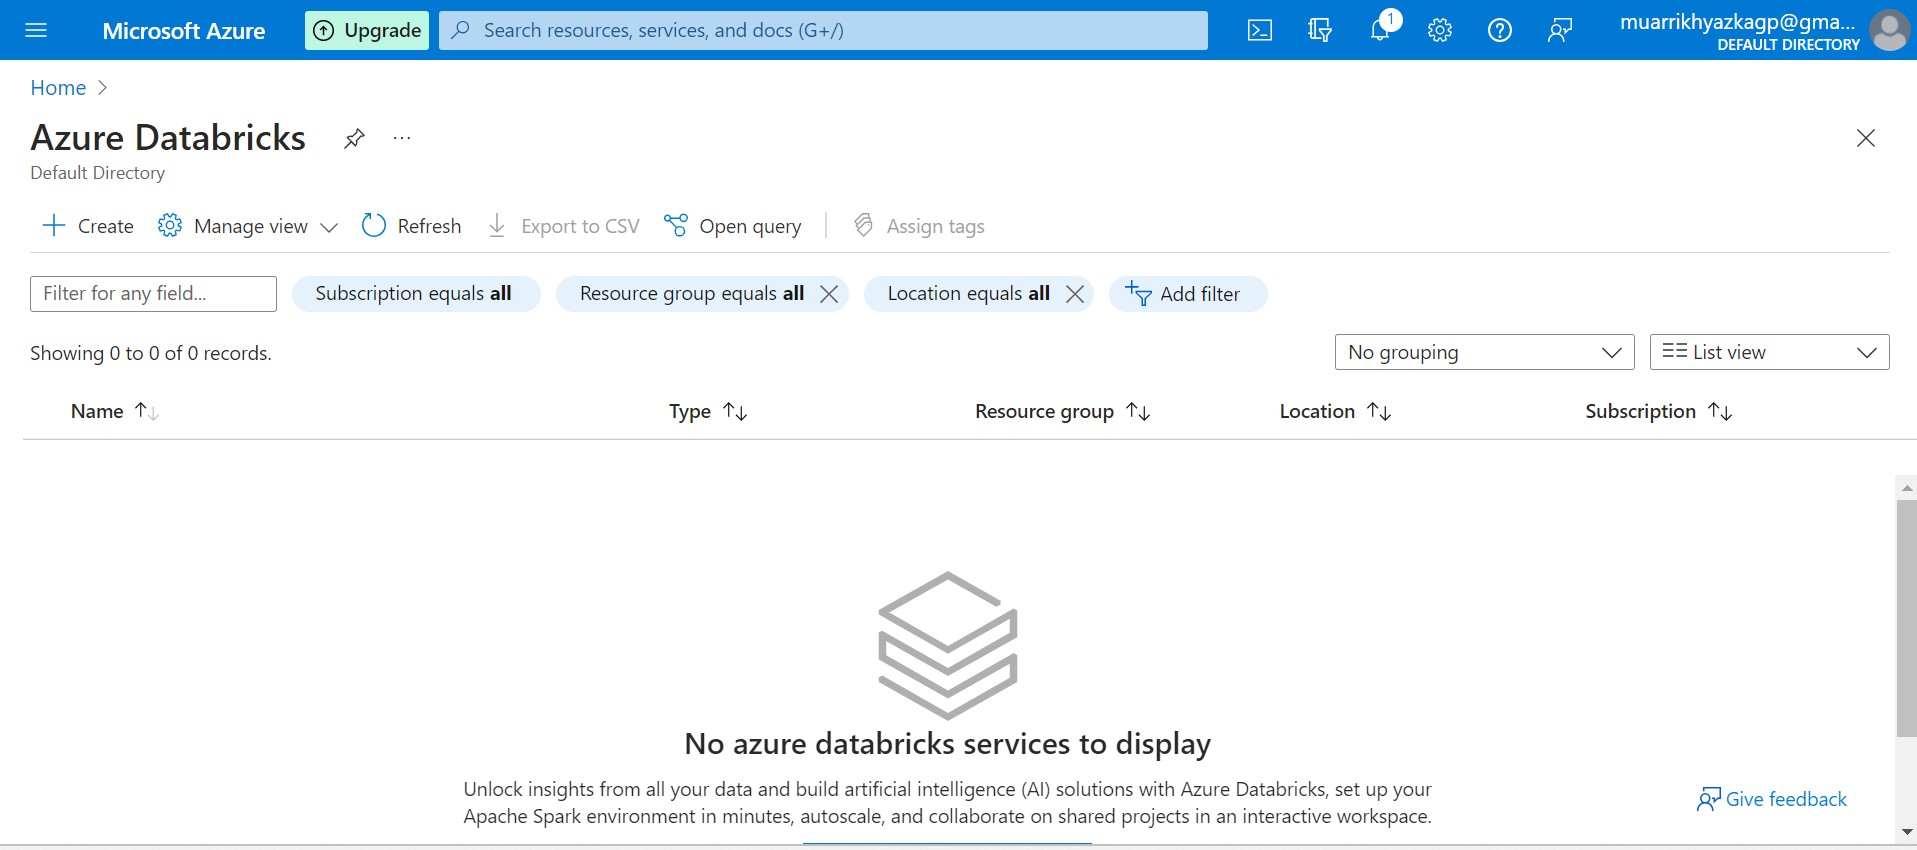 Microsoft Azure
Upgrade
Search resources, services, and docs (G+/)
1
muarrikhyazkagp@gma...
DEFAULT DIRECTORY
Home
Azure Databricks
Default Directory
Create
Manage view
Refresh
Export to CSV
Open query
Assign tags
Filter for any field...
Subscription equals all
Resource group equals all
Location equals all
Add filter
Showing 0 to 0 of 0 records.
No grouping
List view
Name
Type
Resource group
Location
Subscription
No azure databricks services to display
Unlock insights from all your data and build artificial intelligence (AI) solutions with Azure Databricks, set up your
Apache Spark environment in minutes, autoscale, and collaborate on shared projects in an interactive workspace.
Give feedback